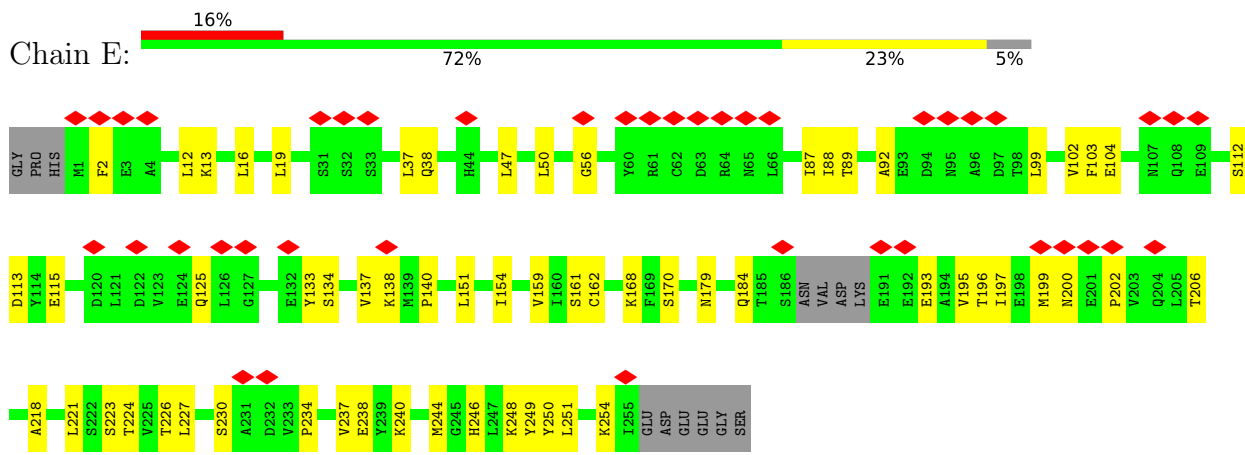 16%
Chain E:
72% 23% 5%
GLY PRO HIS M1 F2 E3 A4 L12 K13 L16 L19 S31 S32 S33 L37 Q38 H44 L47 L50 G56 Y60 R61 C62 D63 R64 N65 L66 I87 I88 T89 A92 E93 D94 N95 A96 D97 T98 L99 V102 F103 E104 N107 Q108 E109 S112
D113 Y114 E115 D120 L121 D122 V123 E124 Q125 L126 G127 E132 Y133 S134 V137 K138 M139 P140 L151 I154 V159 I160 S161 C162 K168 F169 S170 N179 Q184 T185 S186 ASN VAL ASP LYS E191 E192 E193 A194 V195 T196 I197 E198 M199 N200 E201 P202 V203 Q204 L205 T206
A218 L221 S222 S223 T224 V225 T226 L227 S230 A231 D232 V233 P234 V237 E238 Y239 K240 M244 G245 H246 L247 K248 Y249 Y250 L251 K254 I255 GLU ASP GLU GLU GLY SER